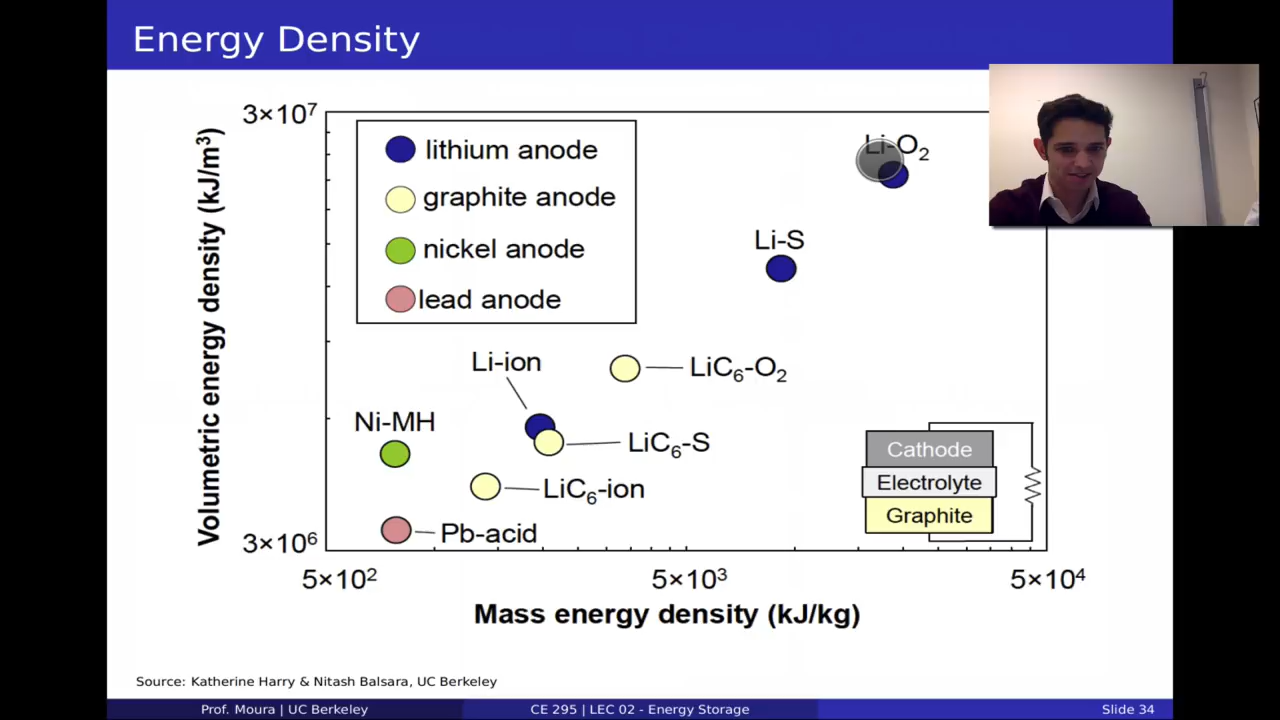 Energy Density
3×10⁷
lithium anode
graphite anode
nickel anode
lead anode
Li-O₂
Li-S
Li-ion
LiC₆-O₂
Ni-MH
LiC₆-S
LiC₆-ion
Pb-acid
Cathode
Electrolyte
Graphite
Volumetric energy density (kJ/m³)
3×10⁶
5×10²
5×10³
5×10⁴
Mass energy density (kJ/kg)
Source: Katherine Harry & Nitash Balsara, UC Berkeley
Prof. Moura | UC Berkeley
CE 295 | LEC 02 - Energy Storage
Slide 34